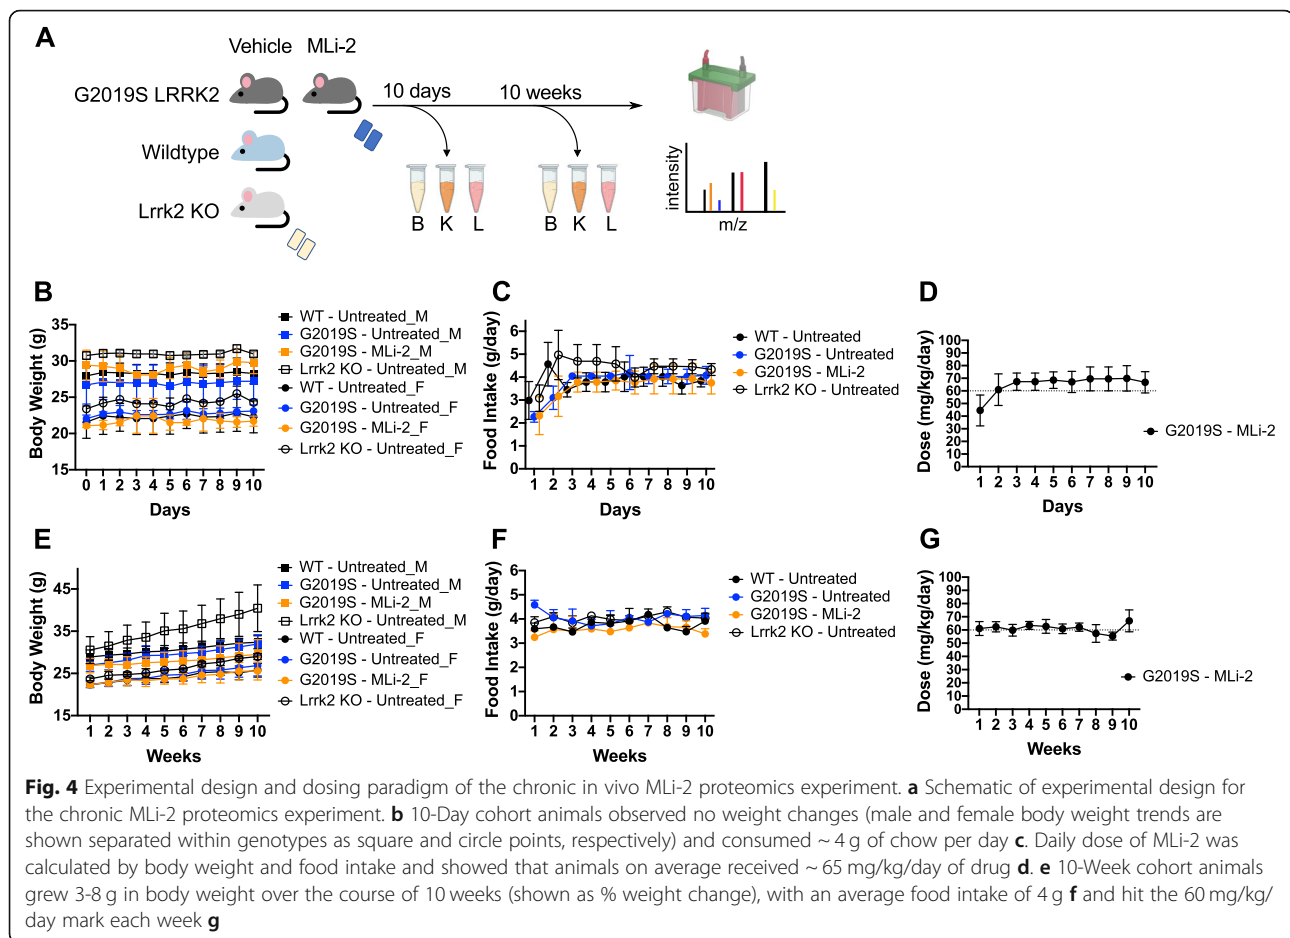 A
Vehicle MLi-2
G2019S LRRK2
10 days
10 weeks
Wildtype
Lrrk2 KO
B K L
B K L
intensity
m/z
B
Body Weight (g)
35
30
25
20
15
0 1 2 3 4 5 6 7 8 9 10
Days
WT - Untreated_M
G2019S - Untreated_M
G2019S - MLi-2_M
Lrrk2 KO - Untreated_M
WT - Untreated_F
G2019S - Untreated_F
G2019S - MLi-2_F
Lrrk2 KO - Untreated_F
C
Food Intake (g/day)
6
5
4
3
2
1
0
1 2 3 4 5 6 7 8 9 10
Days
WT - Untreated
G2019S - Untreated
G2019S - MLi-2
Lrrk2 KO - Untreated
D
Dose (mg/kg/day)
100
90
80
70
60
50
40
30
20
10
0
1 2 3 4 5 6 7 8 9 10
Days
G2019S - MLi-2
E
Body Weight (g)
45
35
25
15
1 2 3 4 5 6 7 8 9 10
Weeks
WT - Untreated_M
G2019S - Untreated_M
G2019S - MLi-2_M
Lrrk2 KO - Untreated_M
WT - Untreated_F
G2019S - Untreated_F
G2019S - MLi-2_F
Lrrk2 KO - Untreated_F
F
Food Intake (g/day)
6
5
4
3
2
1
0
1 2 3 4 5 6 7 8 9 10
Weeks
WT - Untreated
G2019S - Untreated
G2019S - MLi-2
Lrrk2 KO - Untreated
G
Dose (mg/kg/day)
100
90
80
70
60
50
40
30
20
10
0
1 2 3 4 5 6 7 8 9 10
Weeks
G2019S - MLi-2
Fig. 4 Experimental design and dosing paradigm of the chronic in vivo MLi-2 proteomics experiment. a Schematic of experimental design for
the chronic MLi-2 proteomics experiment. b 10-Day cohort animals observed no weight changes (male and female body weight trends are
shown separated within genotypes as square and circle points, respectively) and consumed ~ 4 g of chow per day c. Daily dose of MLi-2 was
calculated by body weight and food intake and showed that animals on average received ~ 65 mg/kg/day of drug d. e 10-Week cohort animals
grew 3-8 g in body weight over the course of 10 weeks (shown as % weight change), with an average food intake of 4 g f and hit the 60 mg/kg/
day mark each week g